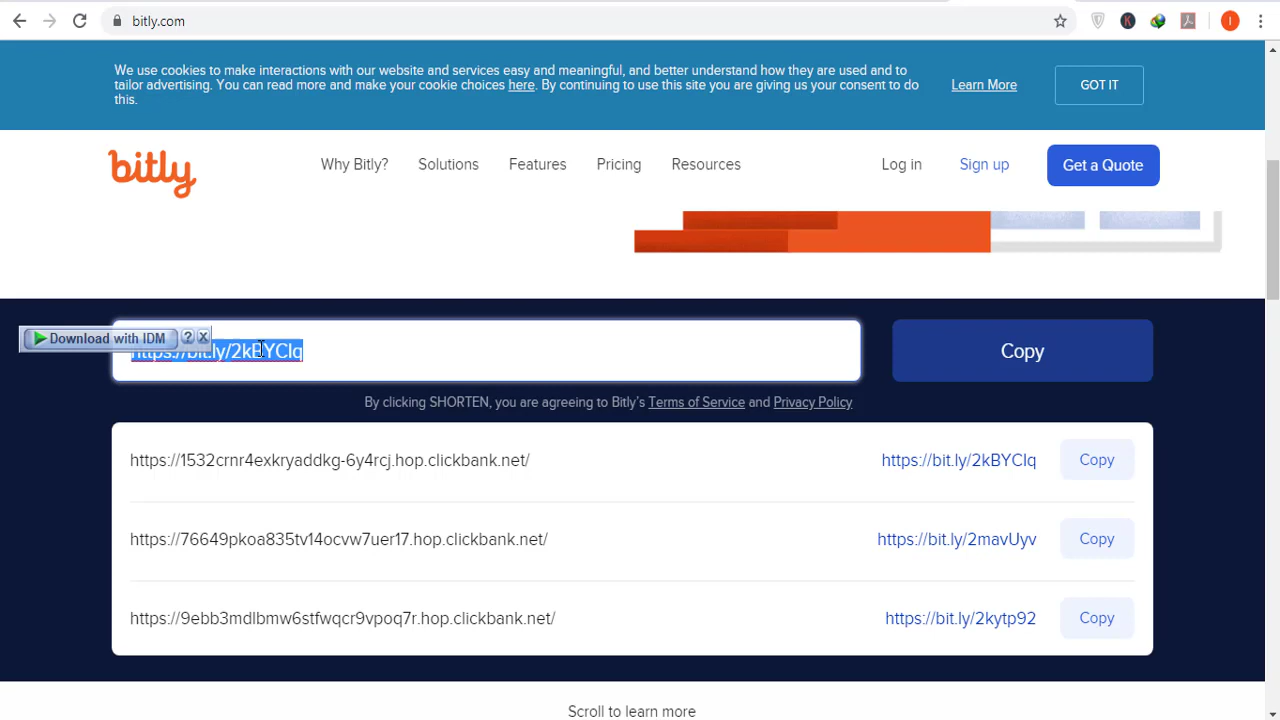 bitly.com
We use cookies to make interactions with our website and services easy and meaningful, and better understand how they are used and to
tailor advertising. You can read more and make your cookie choices here. By continuing to use this site you are giving us your consent to do
this.
Learn More
GOT IT
bitly
Why Bitly?
Solutions
Features
Pricing
Resources
Log in
Sign up
Get a Quote
Download with IDM
? X
https://bit.ly/2kBYClq
Copy
By clicking SHORTEN, you are agreeing to Bitly's Terms of Service and Privacy Policy
https://1532crnr4exkryaddkg-6y4rcj.hop.clickbank.net/
https://bit.ly/2kBYClq
Copy
https://76649pkoa835tv14ocvw7uer17.hop.clickbank.net/
https://bit.ly/2mavUyv
Copy
https://9ebb3mdlbmw6stfwqcr9vpoq7r.hop.clickbank.net/
https://bit.ly/2kytp92
Copy
Scroll to learn more